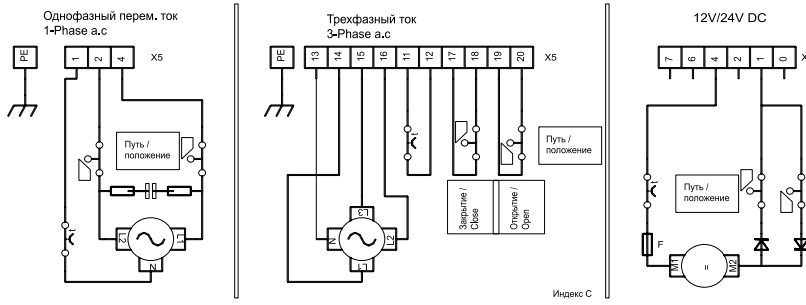 Однофазный перем. ток
1-Phase a.c
PE
1 2 4
X5
Путь /
положение
t
L2
L1
N
Трехфазный ток
3-Phase a.c
PE
13 14 15 16 11 12 17 18 19 20
X5
t
Путь /
положение
Закрытие /
Close
Открытие /
Open
L3
N
L2
L1
Индекс C
12V/24V DC
7 6 4 2 1 0
X
t
Путь /
положение
F
M1
=
M2